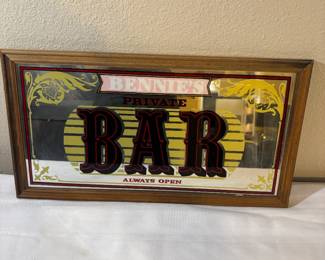 BENNIE'S
PRIVATE
BAR
ALWAYS OPEN